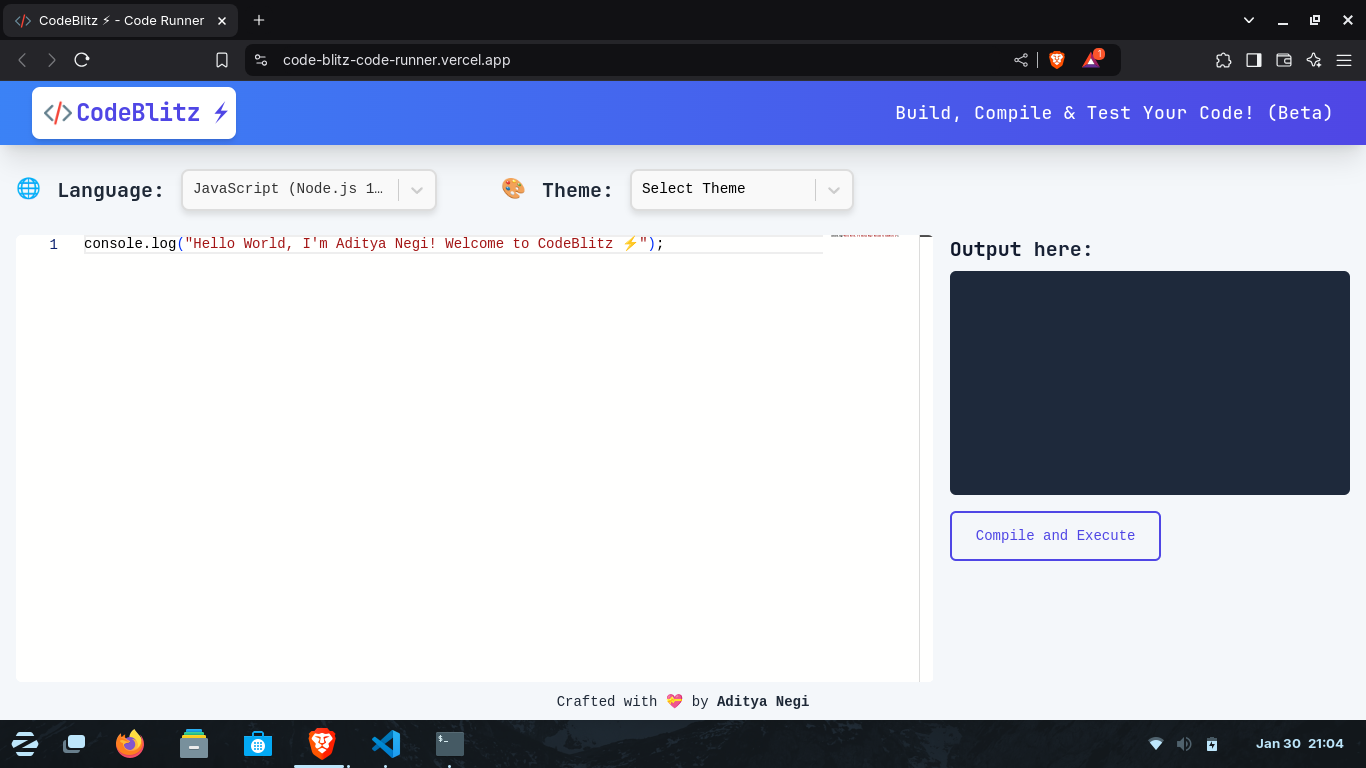 CodeBlitz ⚡ - Code Runner
code-blitz-code-runner.vercel.app
1
</>CodeBlitz ⚡
Build, Compile & Test Your Code! (Beta)
🌐 Language:
JavaScript (Node.js 1…
🎨 Theme:
Select Theme
1
console.log("Hello World, I'm Aditya Negi! Welcome to CodeBlitz ⚡");
Output here:
Compile and Execute
Crafted with 💝 by Aditya Negi
$_
Jan 30 21:04